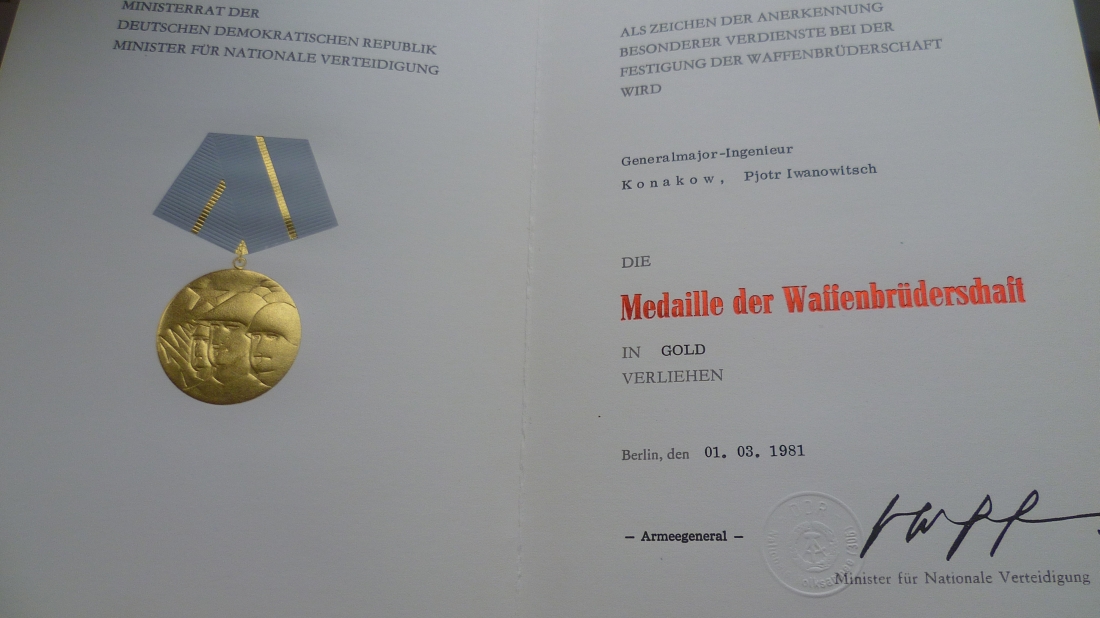 MINISTERRAT DER
DEUTSCHEN DEMOKRATISCHEN REPUBLIK
MINISTER FÜR NATIONALE VERTEIDIGUNG
ALS ZEICHEN DER ANERKENNUNG
BESONDERER VERDIENSTE BEI DER
FESTIGUNG DER WAFFENBRÜDERSCHAFT
WIRD
Generalmajor-Ingenieur
Konakow, Pjotr Iwanowitsch
DIE
Medaille der Waffenbrüderschaft
IN GOLD
VERLIEHEN
Berlin, den 01. 03. 1981
— Armeegeneral —
DDR
Minister für Nationale Verteidigung